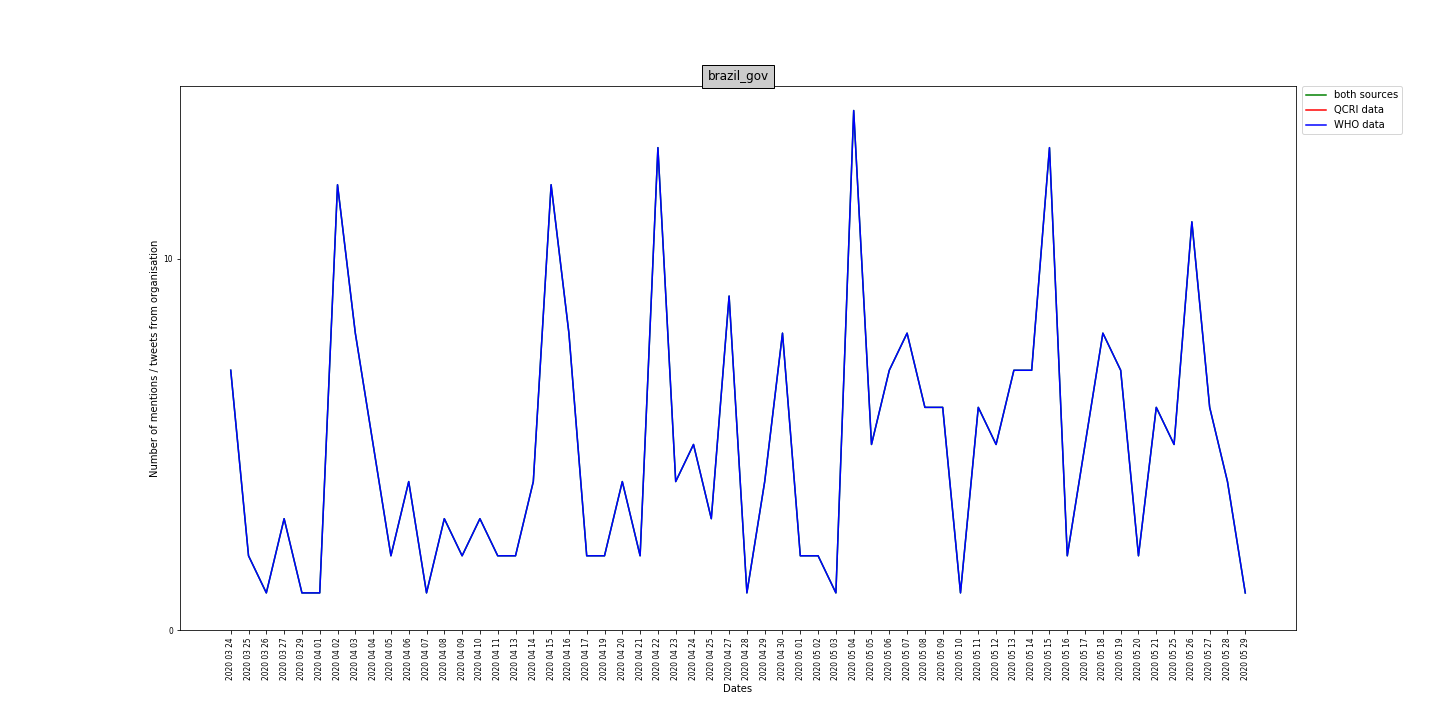 brazil_gov
both sources
QCRI data
WHO data
Number of mentions / tweets from organisation
10
0
2020 03 24
2020 03 25
2020 03 26
2020 03 27
2020 03 29
2020 04 01
2020 04 02
2020 04 03
2020 04 04
2020 04 05
2020 04 06
2020 04 07
2020 04 08
2020 04 09
2020 04 10
2020 04 11
2020 04 13
2020 04 14
2020 04 15
2020 04 16
2020 04 17
2020 04 19
2020 04 20
2020 04 21
2020 04 22
2020 04 23
2020 04 24
2020 04 25
2020 04 27
2020 04 28
2020 04 29
2020 04 30
2020 05 01
2020 05 02
2020 05 03
2020 05 04
2020 05 05
2020 05 06
2020 05 07
2020 05 08
2020 05 09
2020 05 10
2020 05 11
2020 05 12
2020 05 13
2020 05 14
2020 05 15
2020 05 16
2020 05 17
2020 05 18
2020 05 19
2020 05 20
2020 05 21
2020 05 25
2020 05 26
2020 05 27
2020 05 28
2020 05 29
Dates